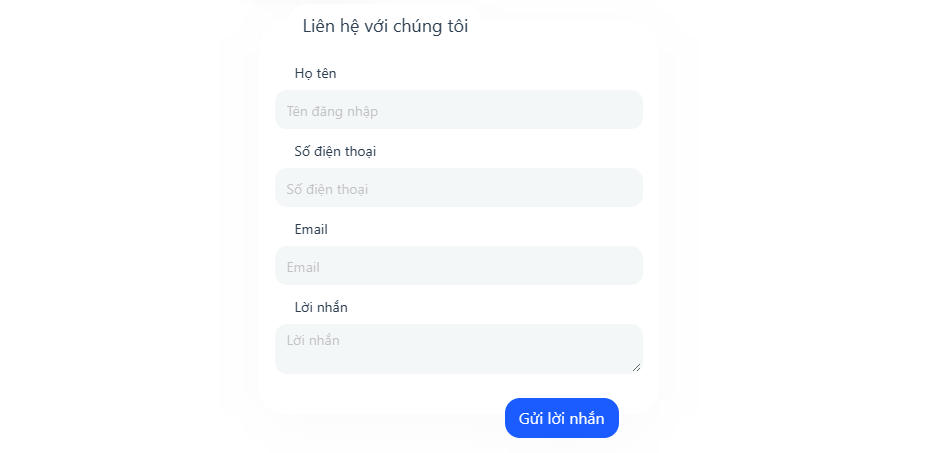 Liên hệ với chúng tôi
Họ tên
Tên đăng nhập
Số điện thoại
Số điện thoại
Email
Email
Lời nhắn
Lời nhắn
Gửi lời nhắn